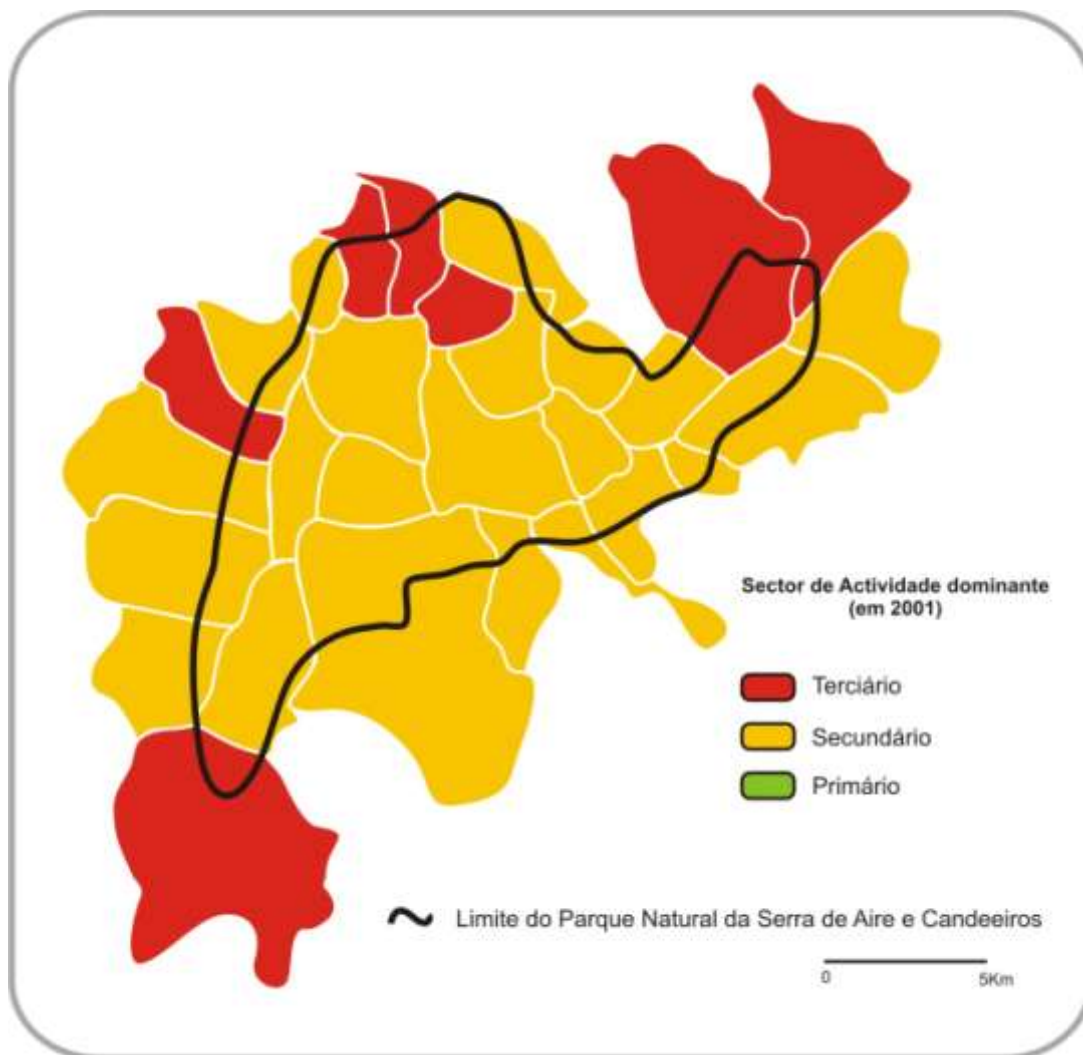 Sector de Actividade dominante
(em 2001)
Terciário
Secundário
Primário
Limite do Parque Natural da Serra de Aire e Candeeiros
0 5Km